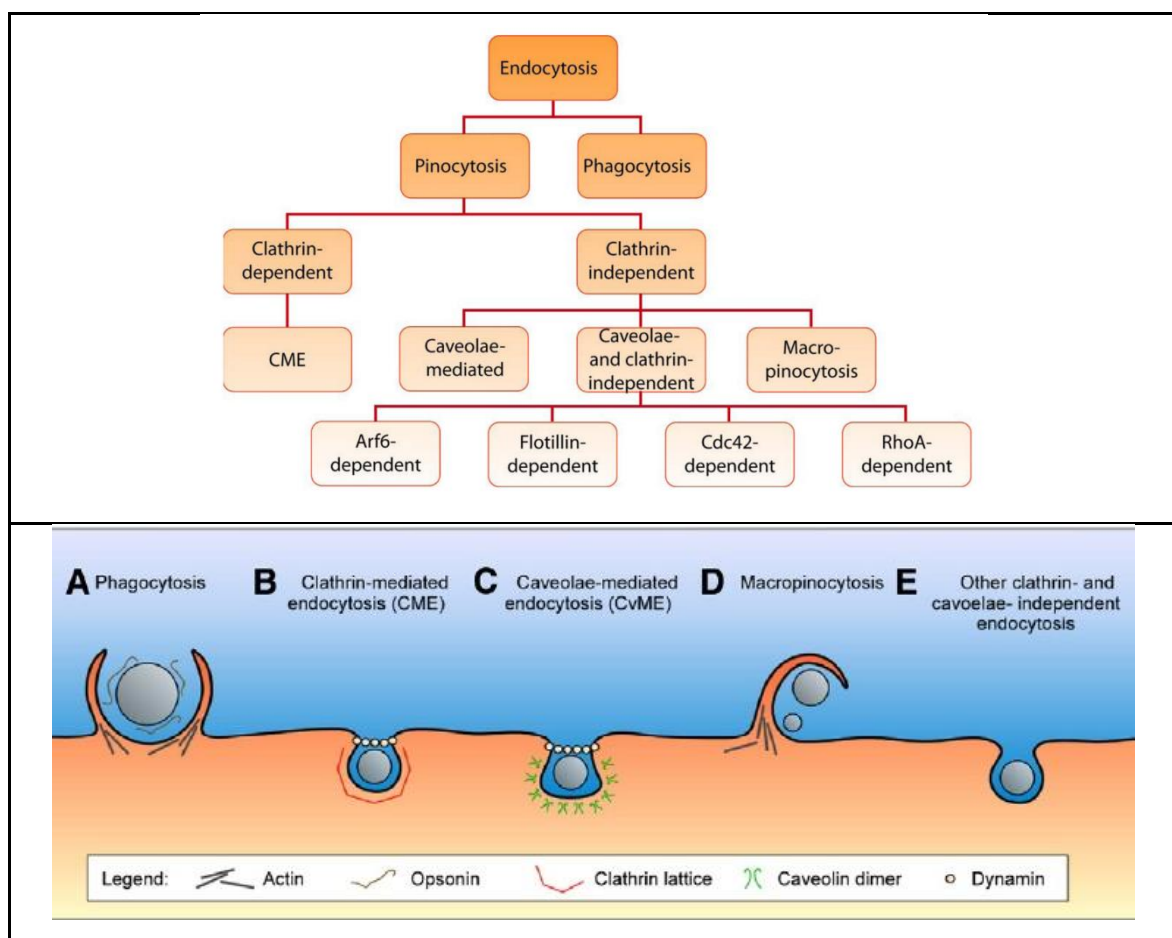 Endocytosis
Pinocytosis
Phagocytosis
Clathrin-
dependent
Clathrin-
independent
CME
Caveolae-
mediated
Caveolae-
and clathrin-
independent
Macro-
pinocytosis
Arf6-
dependent
Flotillin-
dependent
Cdc42-
dependent
RhoA-
dependent
A Phagocytosis
B Clathrin-mediated
endocytosis (CME)
C Caveolae-mediated
endocytosis (CvME)
D Macropinocytosis
E Other clathrin- and
cavoelae- independent
endocytosis
Legend: Actin Opsonin Clathrin lattice Caveolin dimer Dynamin